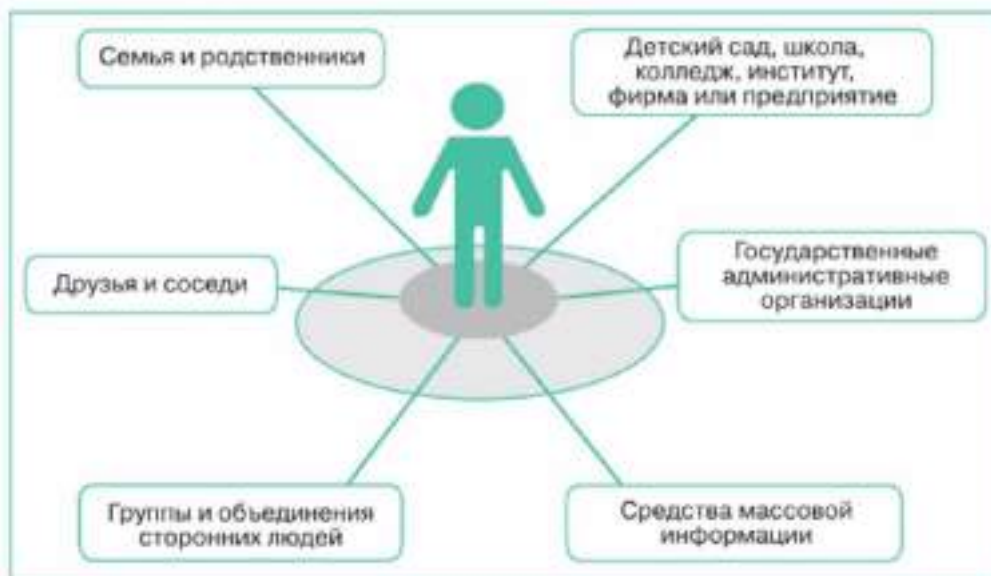 Семья и родственники
Детский сад, школа,
колледж, институт,
фирма или предприятие
Друзья и соседи
Государственные
административные
организации
Группы и объединения
сторонних людей
Средства массовой
информации